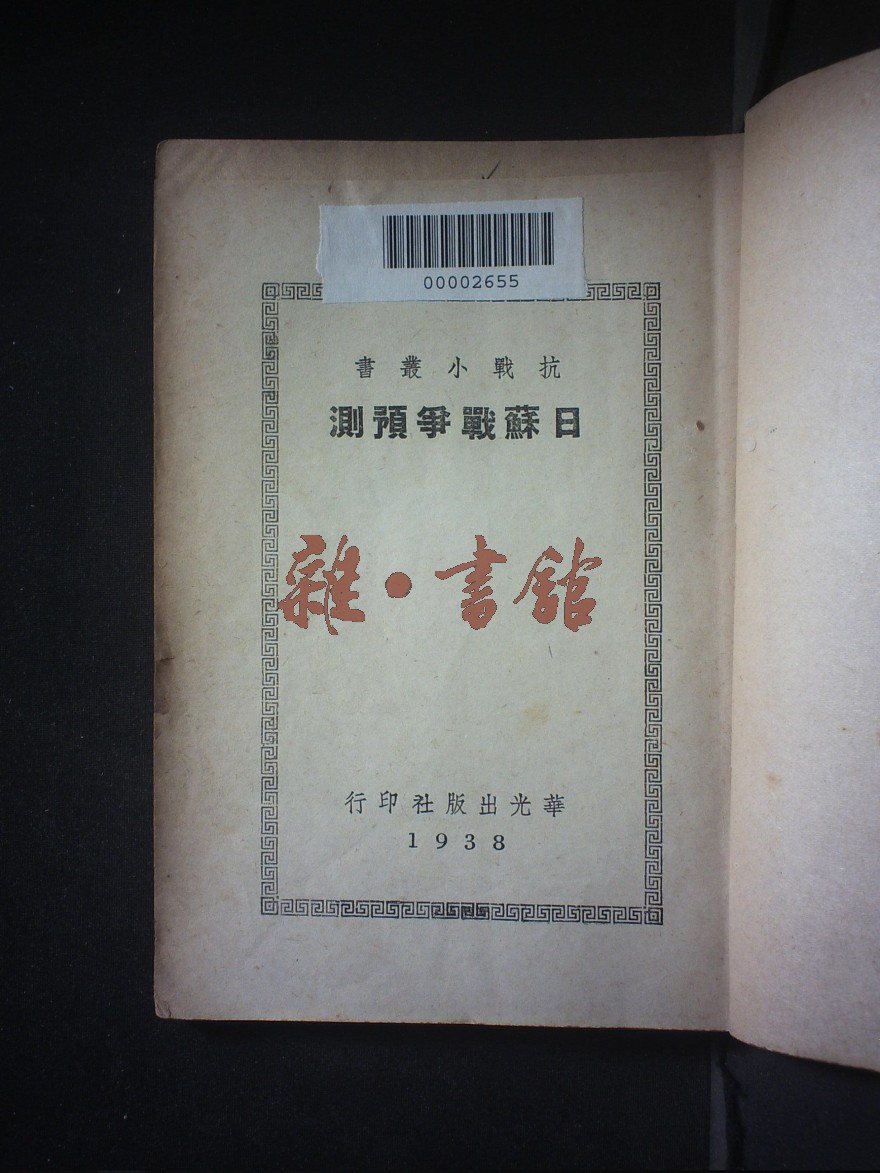 00002655
抗戰小叢書
日蘇戰爭預測
雜·書館
華光出版社印行
1938